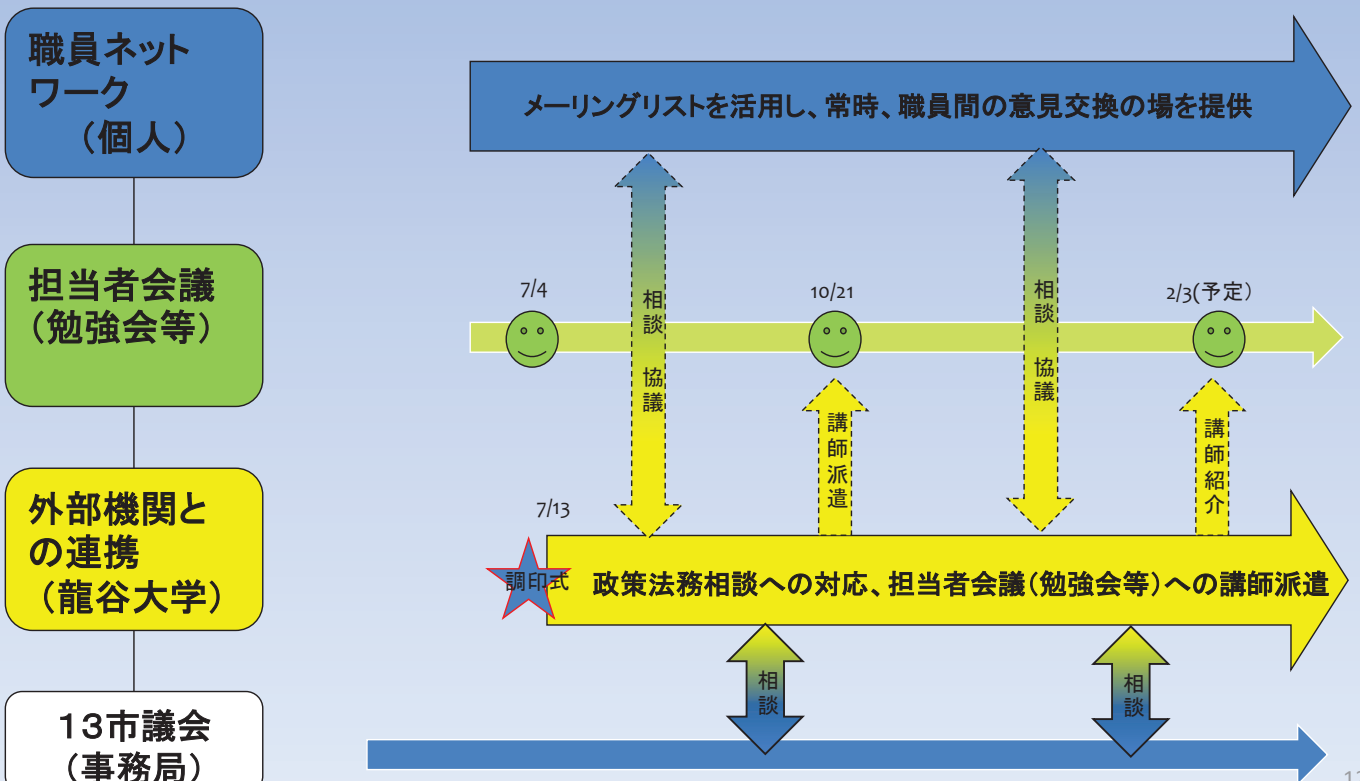 職員ネット
ワーク
（個人）
メーリングリストを活用し、常時、職員間の意見交換の場を提供
担当者会議
（勉強会等）
7/4
10/21
2/3(予定）
相談　協議
相談　協議
講師派遣
講師紹介
外部機関と
の連携
（龍谷大学）
7/13
調印式
政策法務相談への対応、担当者会議（勉強会等）への講師派遣
相談
相談
１３市議会
（事務局）